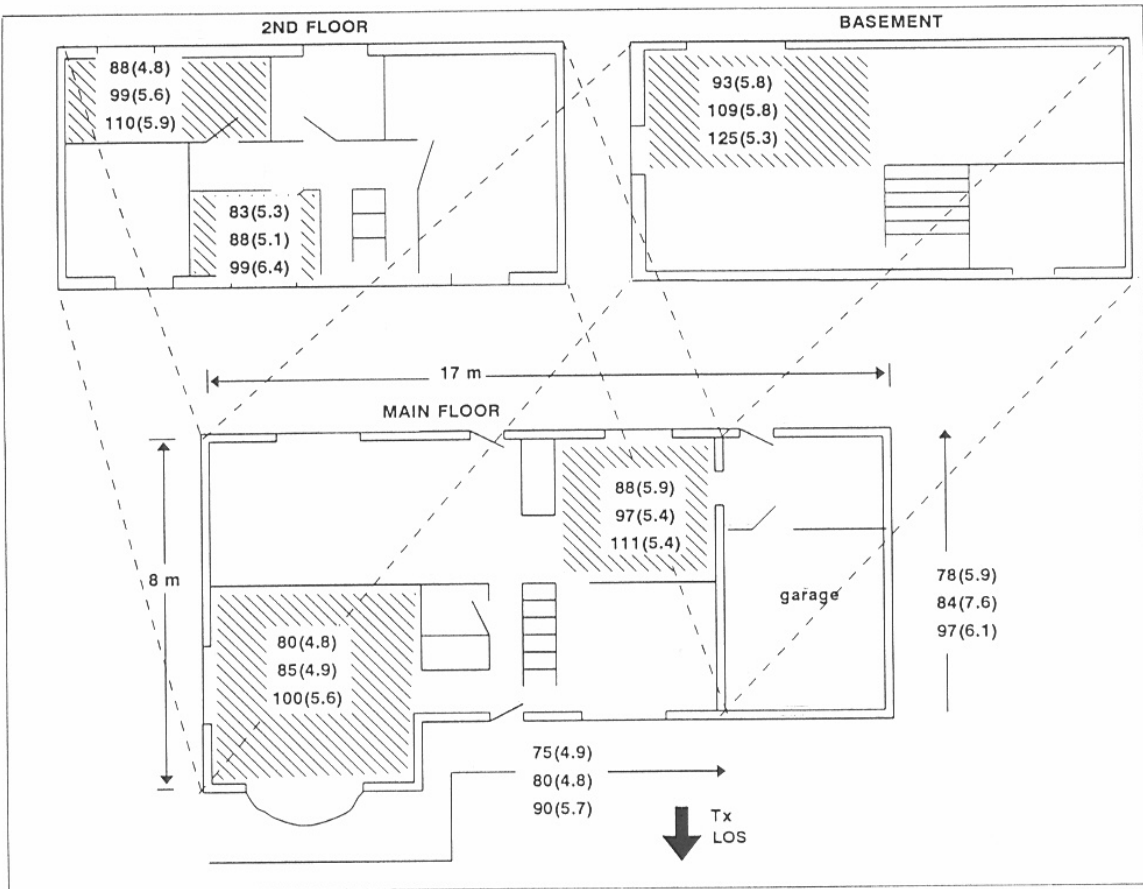 2ND FLOOR
88(4.8)
99(5.6)
110(5.9)
83(5.3)
88(5.1)
99(6.4)
BASEMENT
93(5.8)
109(5.8)
125(5.3)
17 m
MAIN FLOOR
8 m
88(5.9)
97(5.4)
111(5.4)
garage
80(4.8)
85(4.9)
100(5.6)
78(5.9)
84(7.6)
97(6.1)
75(4.9)
80(4.8)
90(5.7)
Tx
LOS